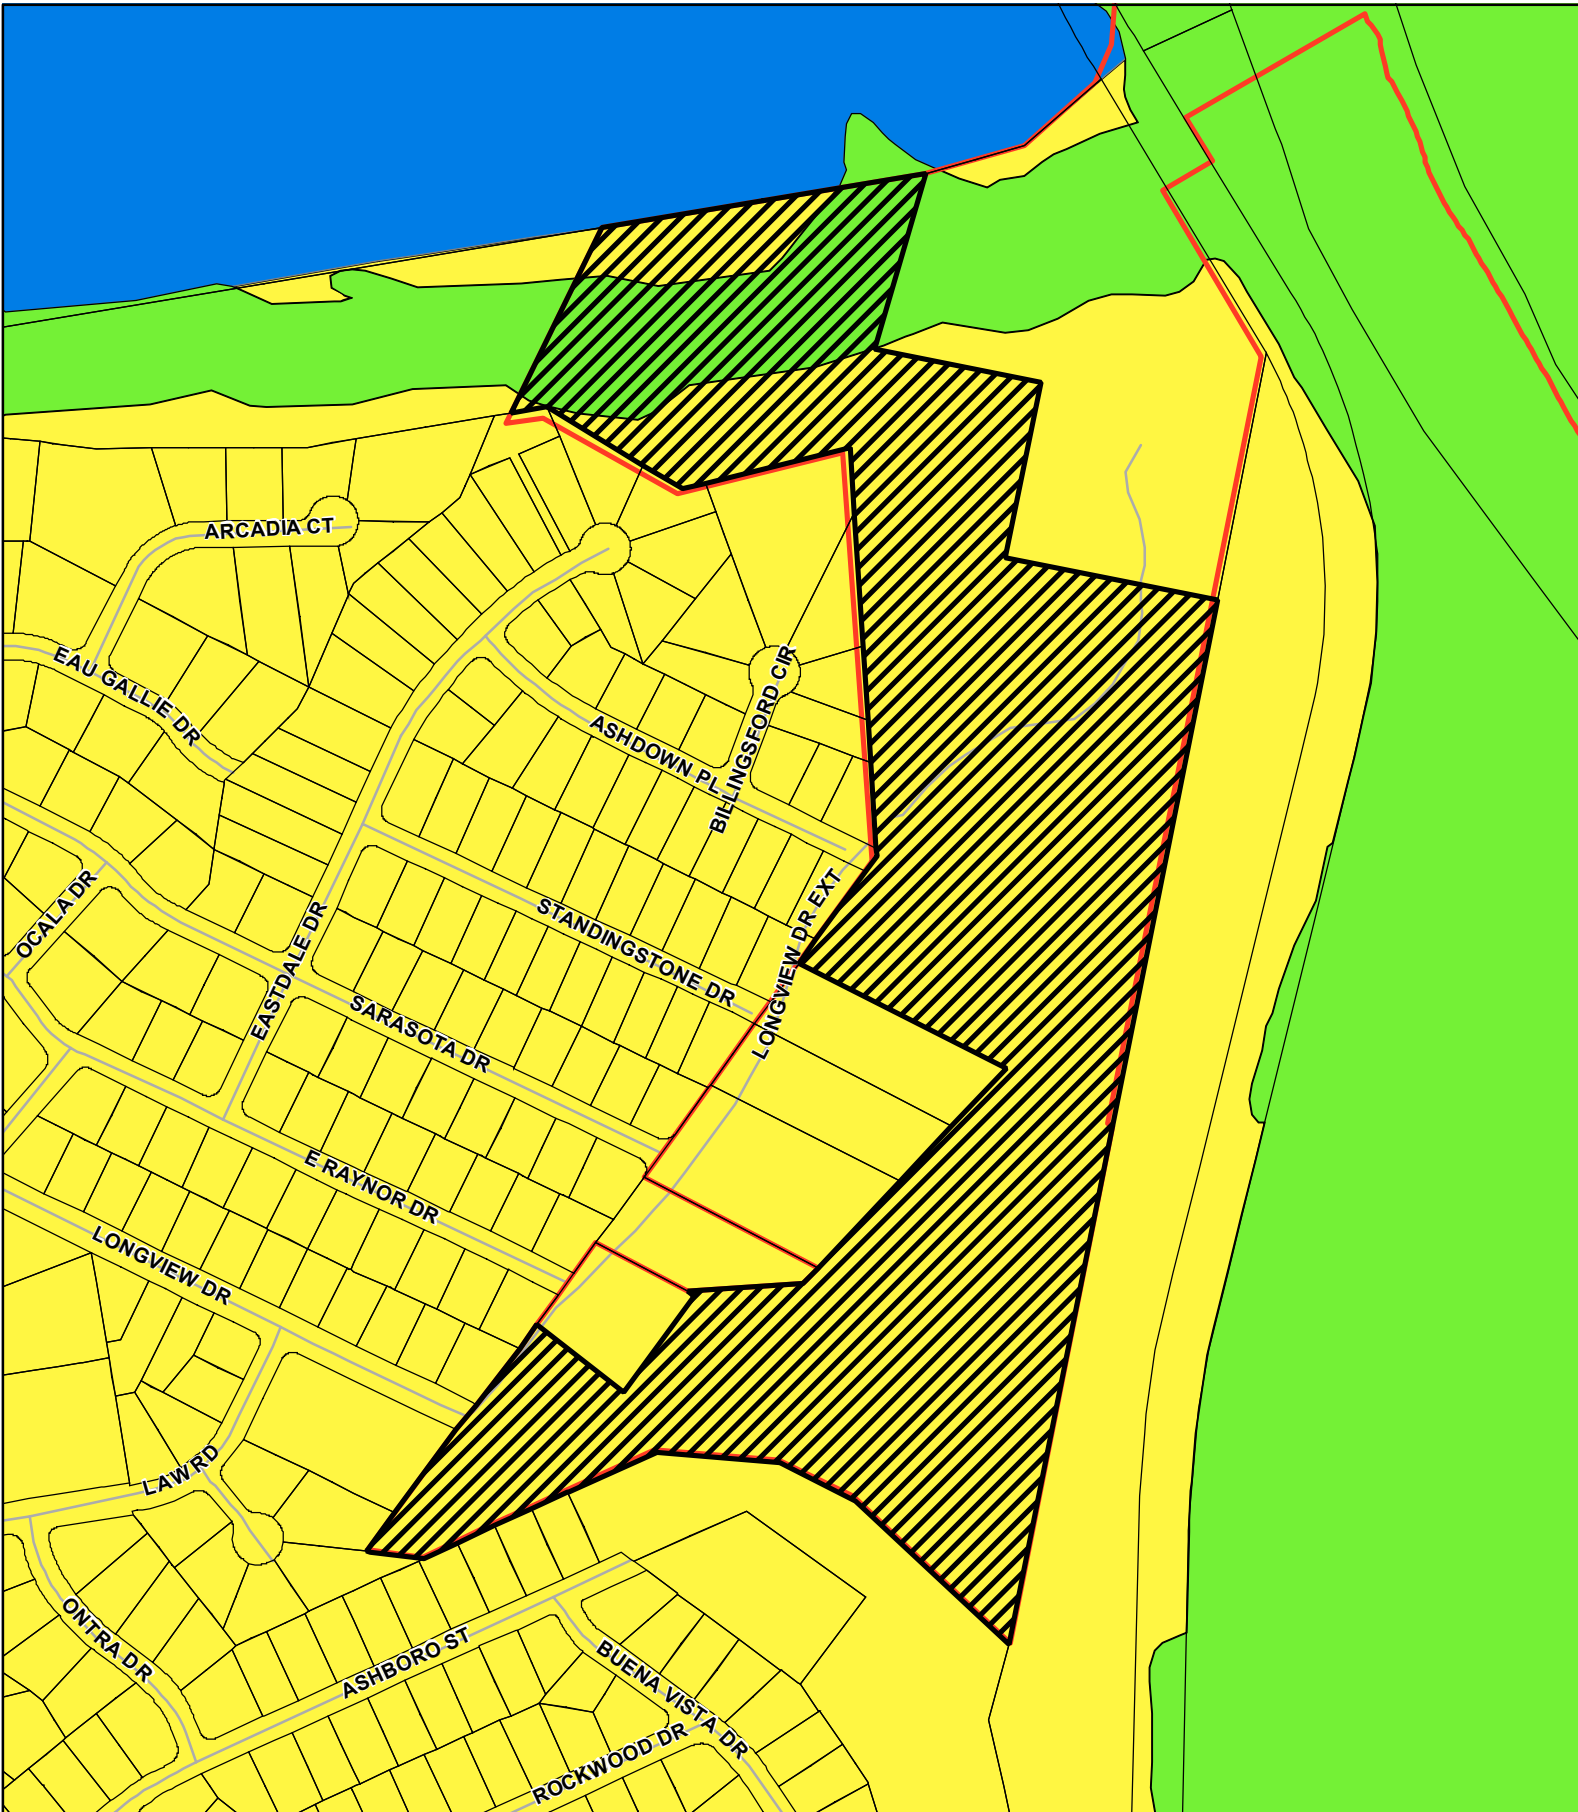 ARCADIA CT
EAU GALLIE DR
BILLINGSFORD CIR
ASHDOWN PL
OCALA DR
EASTDALE DR
STANDINGSTONE DR
LONGVIEW DR EXT
SARASOTA DR
E RAYNOR DR
LONGVIEW DR
LAW RD
ONTRA DR
ASHBORO ST
BUENA VISTA DR
ROCKWOOD DR